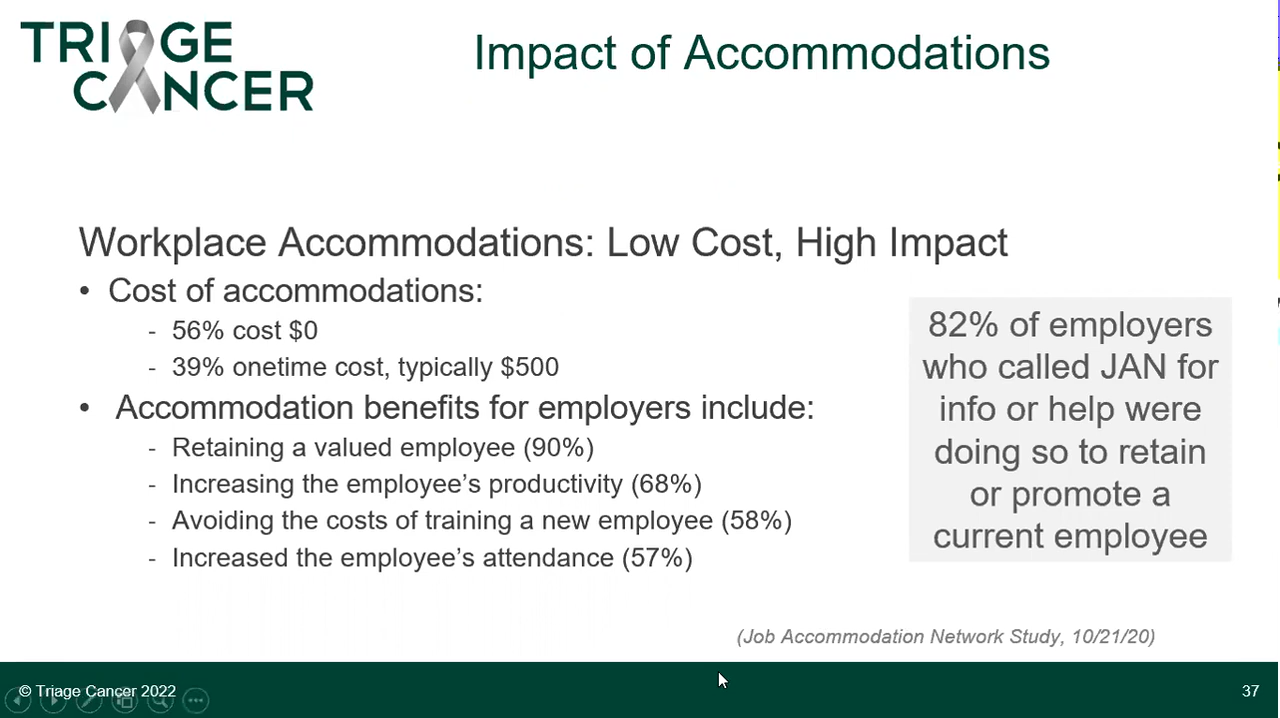 TRIAGE
CANCER
Impact of Accommodations
Workplace Accommodations: Low Cost, High Impact
• Cost of accommodations:
- 56% cost $0
- 39% onetime cost, typically $500
• Accommodation benefits for employers include:
- Retaining a valued employee (90%)
- Increasing the employee’s productivity (68%)
- Avoiding the costs of training a new employee (58%)
- Increased the employee’s attendance (57%)
82% of employers
who called JAN for
info or help were
doing so to retain
or promote a
current employee
(Job Accommodation Network Study, 10/21/20)
© Triage Cancer 2022
37